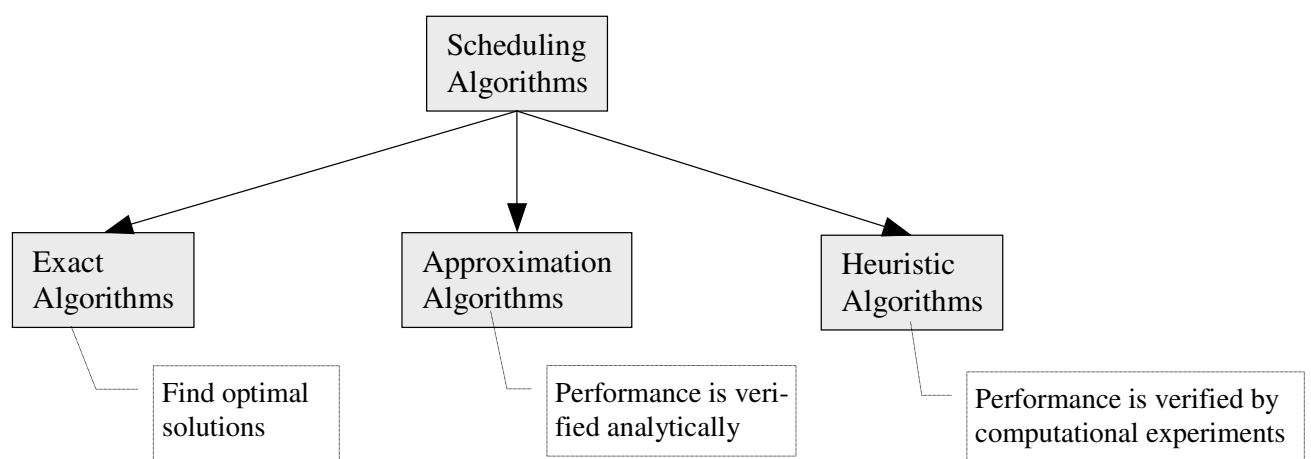 Scheduling
Algorithms
Exact
Algorithms
Approximation
Algorithms
Heuristic
Algorithms
Find optimal
solutions
Performance is veri-
fied analytically
Performance is verified by
computational experiments